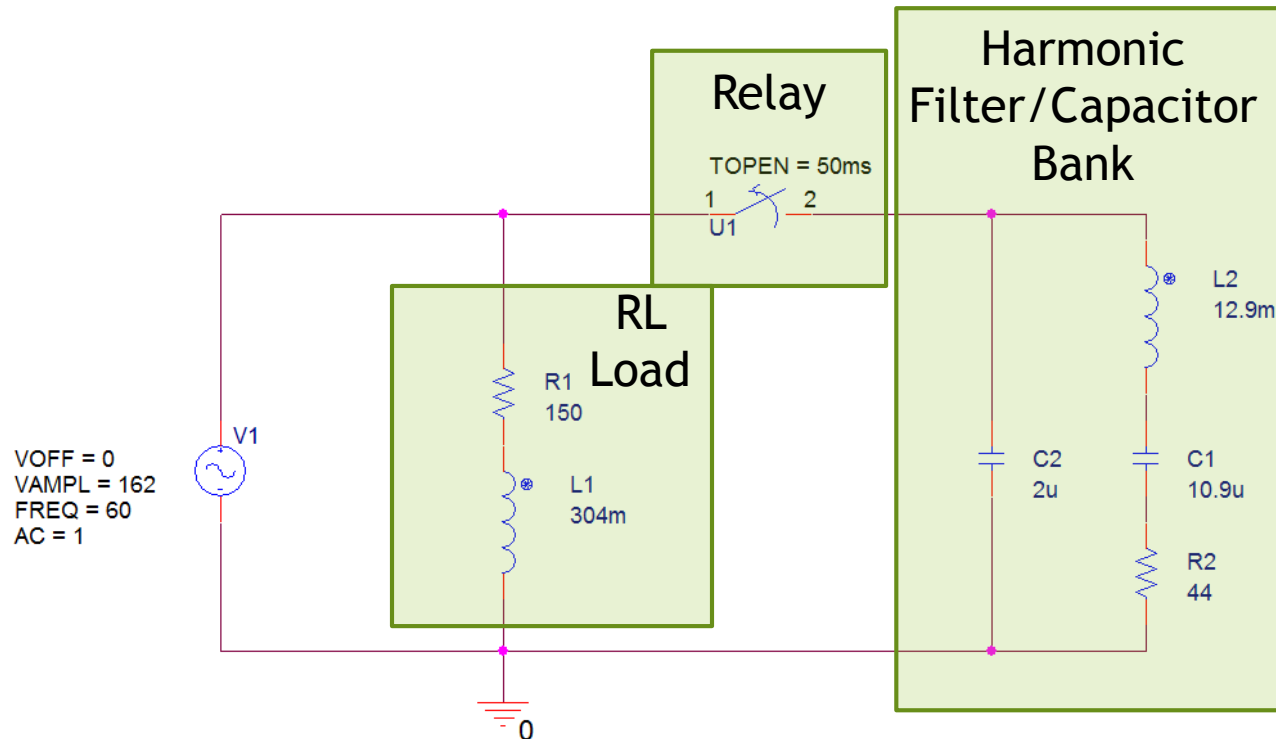 Harmonic
Filter/Capacitor
Bank
Relay
TOPEN = 50ms
1 2
U1
L2
12.9m
RL
Load
R1
150
V1
VOFF = 0
VAMPL = 162
FREQ = 60
AC = 1
L1
304m
C2
2u
C1
10.9u
R2
44
0